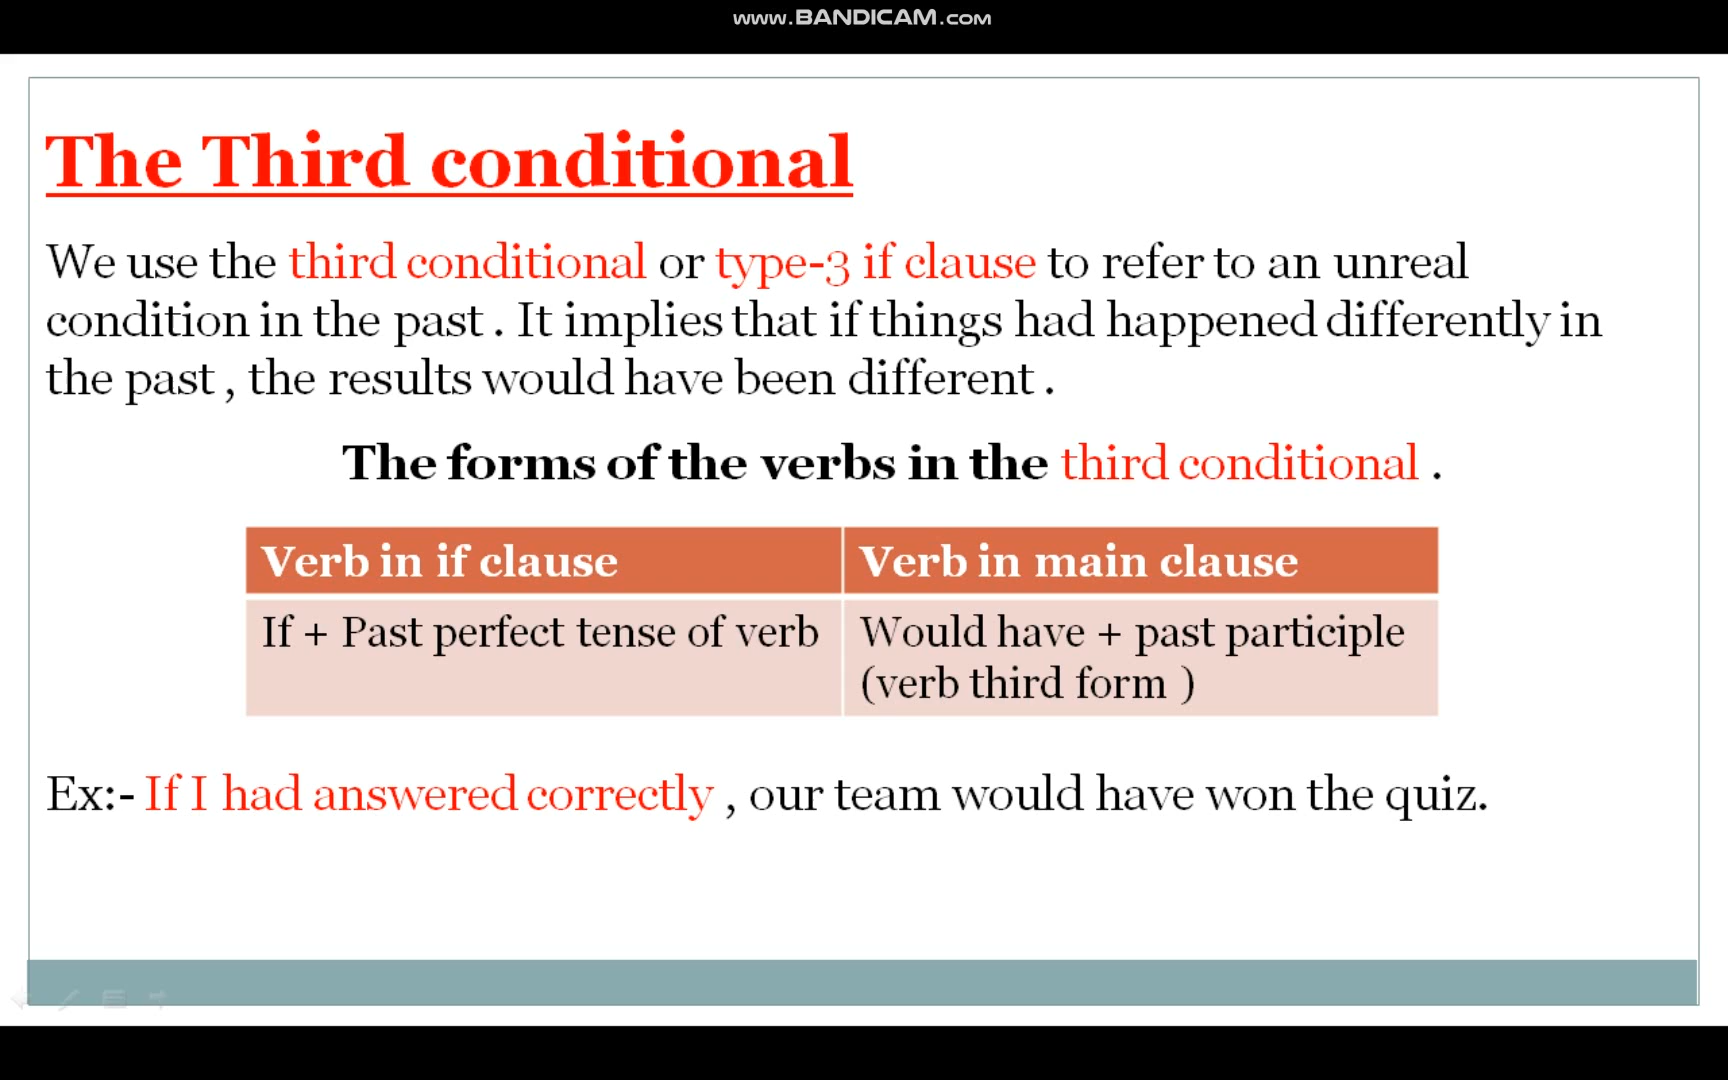 www.BANDICAM.com
The Third conditional
We use the third conditional or type-3 if clause to refer to an unreal
condition in the past . It implies that if things had happened differently in
the past , the results would have been different .
The forms of the verbs in the third conditional .
Verb in if clause
Verb in main clause
If + Past perfect tense of verb
Would have + past participle
(verb third form )
Ex:- If I had answered correctly , our team would have won the quiz.